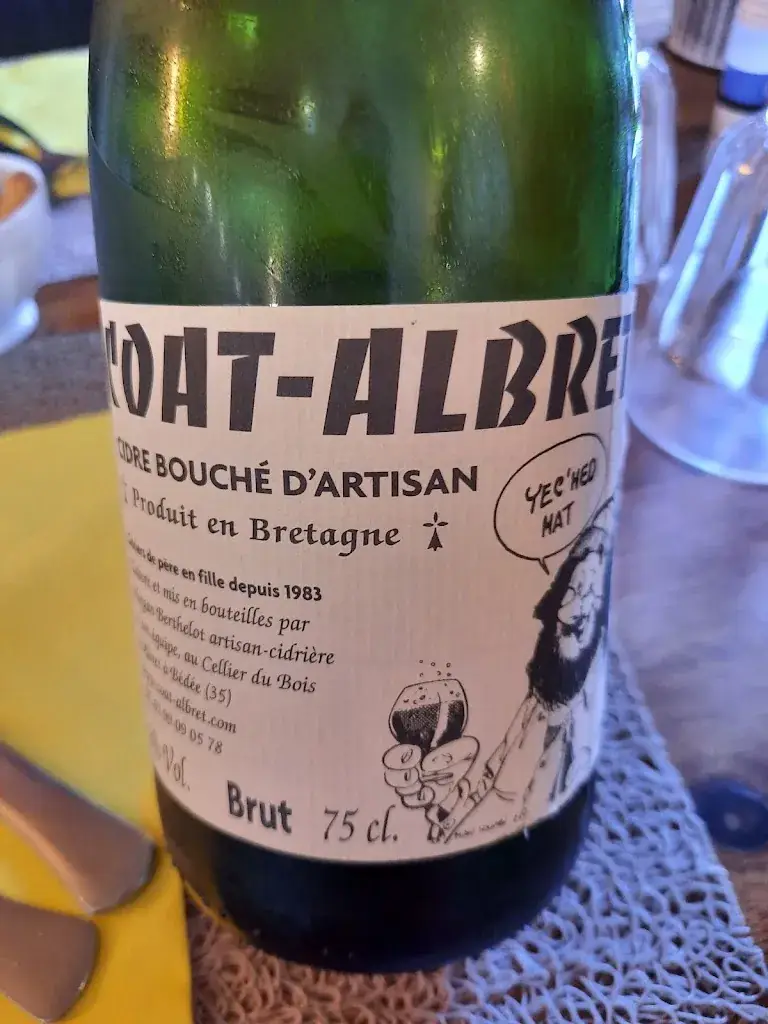 COAT-ALBRET
CIDRE BOUCHÉ D'ARTISAN
Produit en Bretagne
YEC'HED
MAT
de père en fille depuis 1983
et mis en bouteilles par
Berthelot artisan-cidrière
équipe, au Cellier du Bois
à Bédée (35)
-albret.com
09 05 78
Vol.
Brut 75 cl.